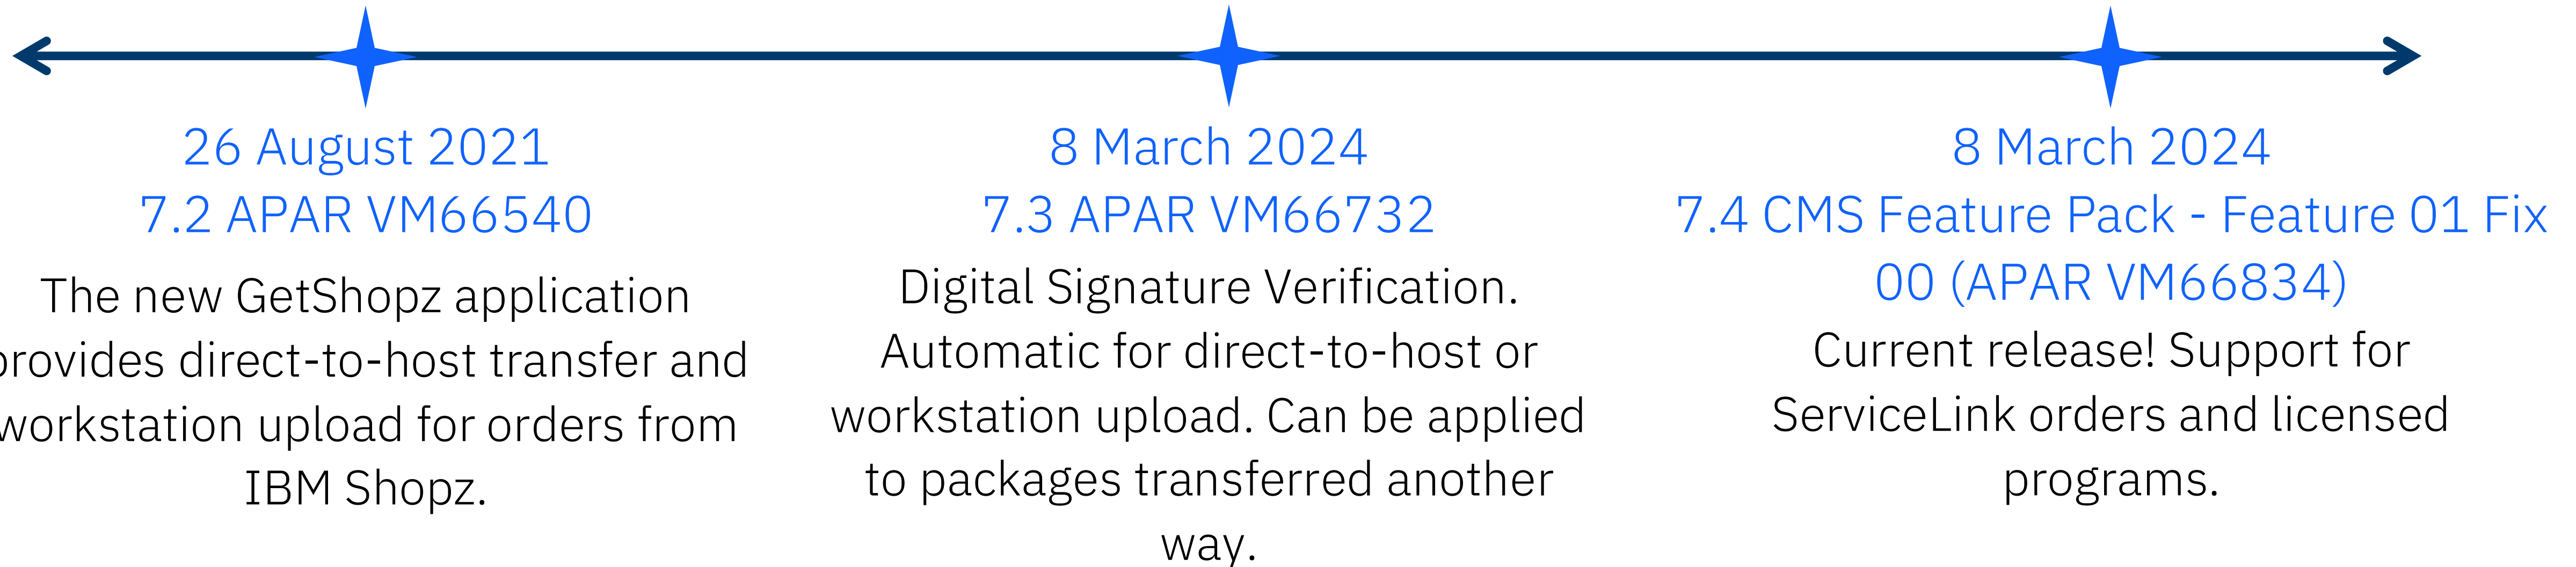 26 August 2021
7.2 APAR VM66540
The new GetShopz application
provides direct-to-host transfer and
workstation upload for orders from
IBM Shopz.
8 March 2024
7.3 APAR VM66732
Digital Signature Verification.
Automatic for direct-to-host or
workstation upload. Can be applied
to packages transferred another
way.
8 March 2024
7.4 CMS Feature Pack - Feature 01 Fix
00 (APAR VM66834)
Current release! Support for
ServiceLink orders and licensed
programs.